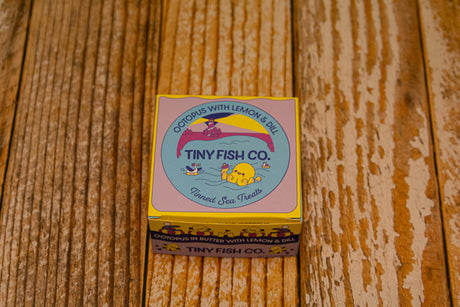 OCTOPUS WITH LEMON & DILL
TINY FISH CO.
Tinned Sea Treats
OCTOPUS IN BUTTER WITH LEMON & DILL
TINY FISH CO.